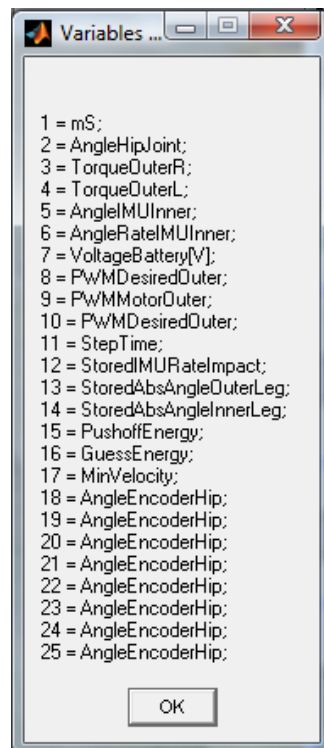 Variables ...
1 = mS;
2 = AngleHipJoint;
3 = TorqueOuterR;
4 = TorqueOuterL;
5 = AngleIMUInner;
6 = AngleRateIMUInner;
7 = VoltageBattery[V];
8 = PWMDesiredOuter;
9 = PWMMotorOuter;
10 = PWMDesiredOuter;
11 = StepTime;
12 = StoredIMURateImpact;
13 = StoredAbsAngleOuterLeg;
14 = StoredAbsAngleInnerLeg;
15 = PushoffEnergy;
16 = GuessEnergy;
17 = MinVelocity;
18 = AngleEncoderHip;
19 = AngleEncoderHip;
20 = AngleEncoderHip;
21 = AngleEncoderHip;
22 = AngleEncoderHip;
23 = AngleEncoderHip;
24 = AngleEncoderHip;
25 = AngleEncoderHip;
OK